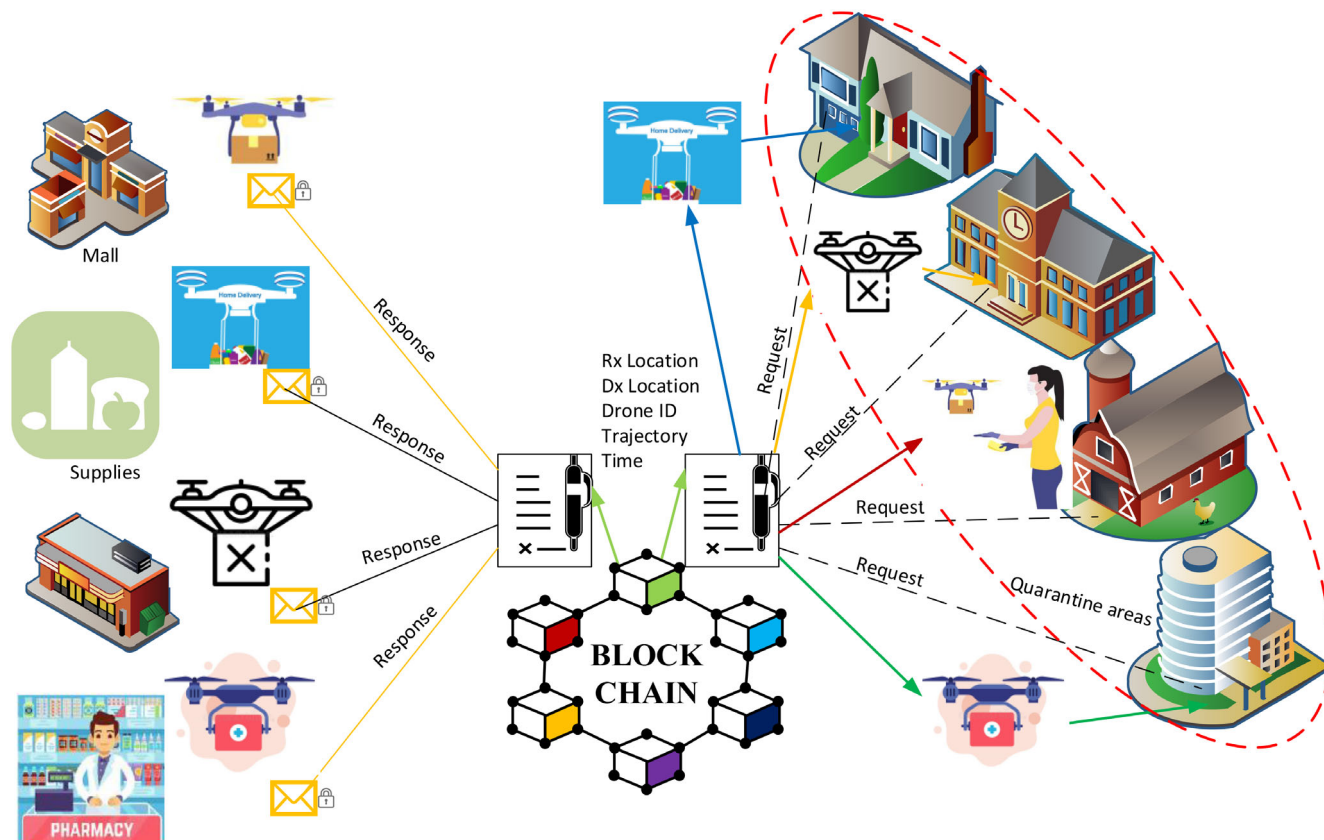 Mall
Home Delivery
Supplies
PHARMACY
Response
Response
Response
Response
Rx Location
Dx Location
Drone ID
Trajectory
Time
BLOCK
CHAIN
Home Delivery
Request
Request
Request
Request
Quarantine areas